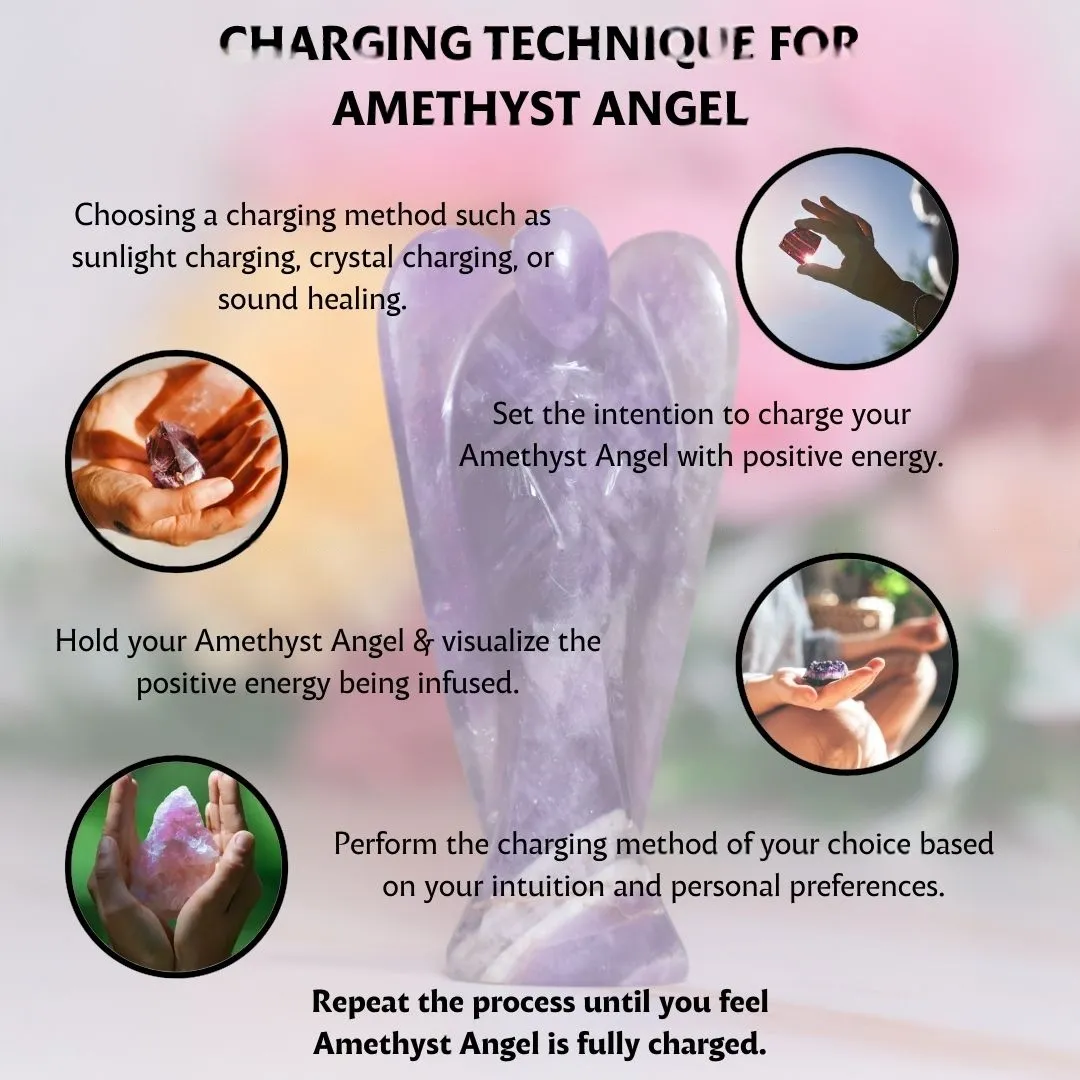 CHARGING TECHNIQUE FOR
AMETHYST ANGEL
Choosing a charging method such as
sunlight charging, crystal charging, or
sound healing.
Set the intention to charge your
Amethyst Angel with positive energy.
Hold your Amethyst Angel & visualize the
positive energy being infused.
Perform the charging method of your choice based
on your intuition and personal preferences.
Repeat the process until you feel
Amethyst Angel is fully charged.